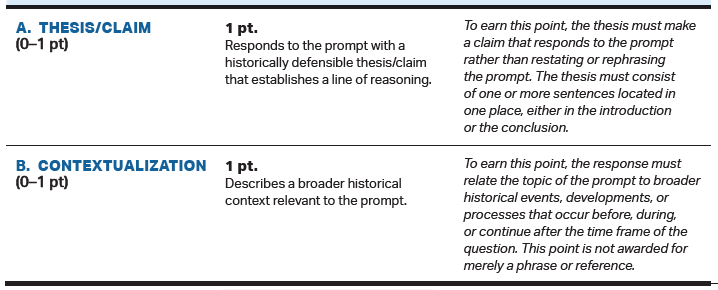 A. THESIS/CLAIM
(0–1 pt)
1 pt.
Responds to the prompt with a
historically defensible thesis/claim
that establishes a line of reasoning.
To earn this point, the thesis must make
a claim that responds to the prompt
rather than restating or rephrasing
the prompt. The thesis must consist
of one or more sentences located in
one place, either in the introduction
or the conclusion.
B. CONTEXTUALIZATION
(0–1 pt)
1 pt.
Describes a broader historical
context relevant to the prompt.
To earn this point, the response must
relate the topic of the prompt to broader
historical events, developments, or
processes that occur before, during,
or continue after the time frame of the
question. This point is not awarded for
merely a phrase or reference.